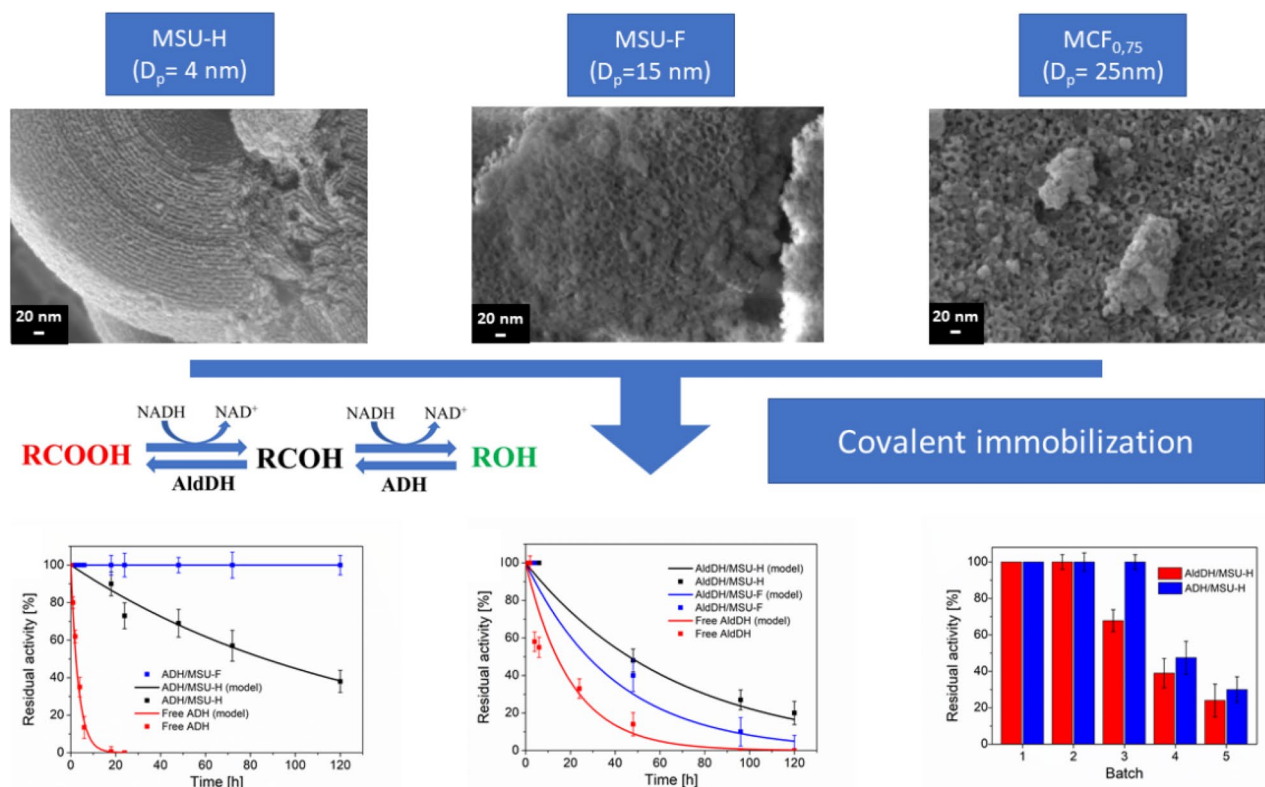 MSU-H
(Dp= 4 nm)
MSU-F
(Dp=15 nm)
MCF0,75
(Dp= 25nm)
20 nm
20 nm
20 nm
NADH NAD+ NADH NAD+
RCOOH RCOH ROH
AldDH ADH
Covalent immobilization
Residual activity [%]
100
80
60
40
20
0
ADH/MSU-F
ADH/MSU-H (model)
ADH/MSU-H
Free ADH (model)
Free ADH
0 20 40 60 80 100 120
Time [h]
Residual activity [%]
100
80
60
40
20
0
AldDH/MSU-H (model)
AldDH/MSU-H
AldDH/MSU-F (model)
AldDH/MSU-F
Free AldDH (model)
Free AldDH
0 20 40 60 80 100 120
Time [h]
Residual activity [%]
100
80
60
40
20
0
AldDH/MSU-H
ADH/MSU-H
1 2 3 4 5
Batch